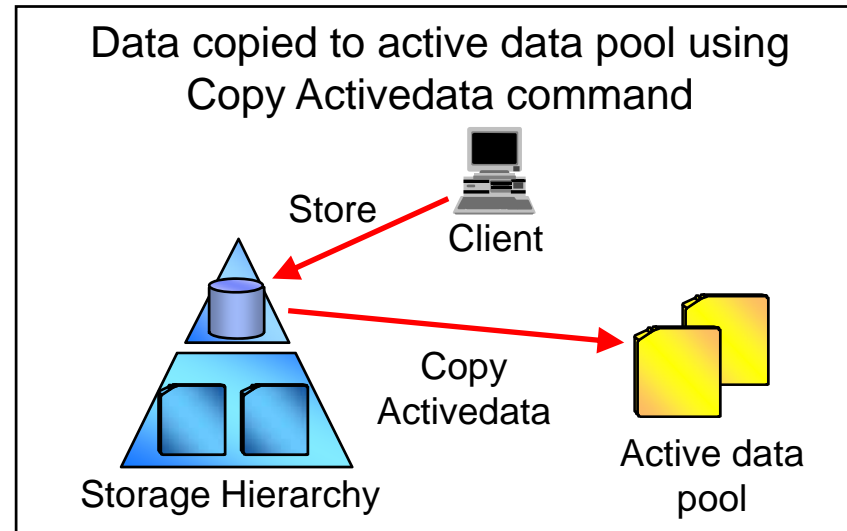 Data copied to active data pool using
Copy Activedata command
Store
Client
Copy
Activedata
Active data
pool
Storage Hierarchy